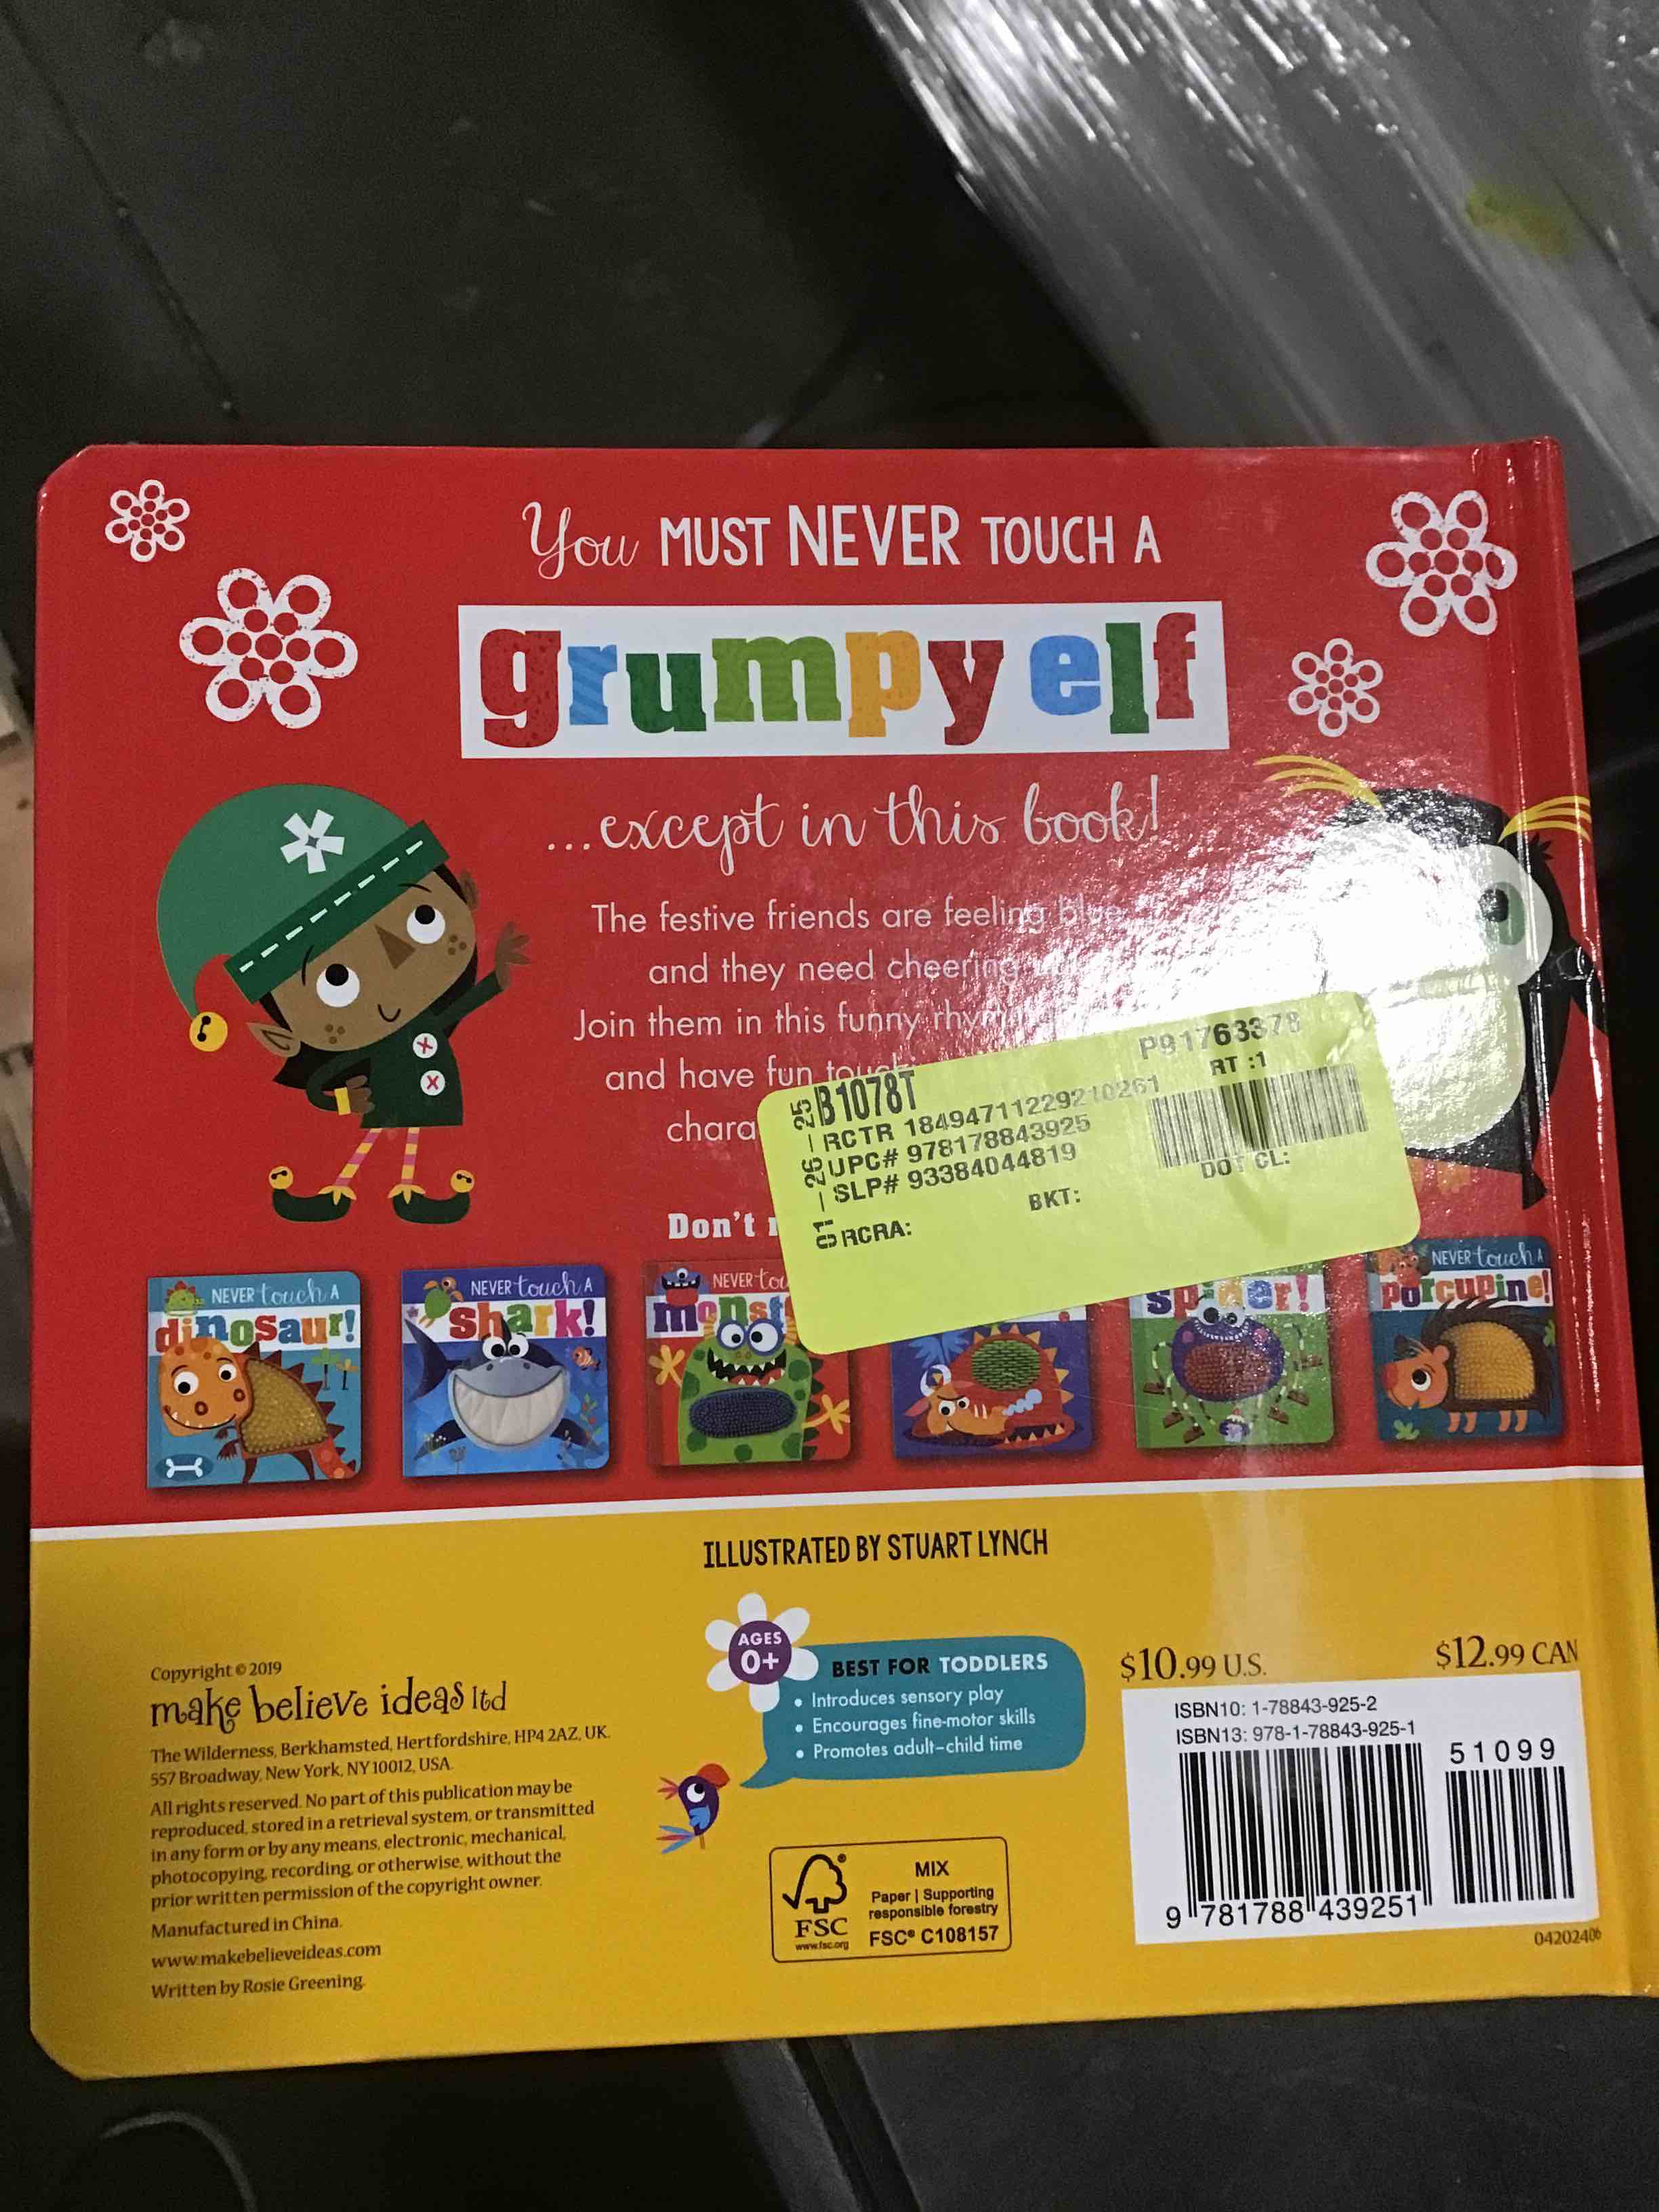 You MUST NEVER TOUCH A
grumpy elf
...except in this book!
The festive friends are feeling blue
and they need cheering
Join them in this funny
and have fun
Don't
P91763378
RT :1
B1078T
RCTR 18494711229210261
UPC# 978178843925
SLP# 93384044819
DOT CL:
BKT:
RCRA:
01-26-25
NEVER touch A
dinosaur!
NEVER touch A
shark!
NEVER
spider!
NEVER touch A
porcupine!
ILLUSTRATED BY STUART LYNCH
AGES
0+
BEST FOR TODDLERS
• Introduces sensory play
• Encourages fine-motor skills
• Promotes adult–child time
Copyright © 2019
make believe ideas ltd
The Wilderness, Berkhamsted, Hertfordshire, HP4 2AZ, UK.
557 Broadway, New York, NY 10012, USA.
All rights reserved. No part of this publication may be
reproduced, stored in a retrieval system, or transmitted
in any form or by any means, electronic, mechanical,
photocopying, recording, or otherwise, without the
prior written permission of the copyright owner.
Manufactured in China.
www.makebelieveideas.com
Written by Rosie Greening.
FSC
www.fsc.org
MIX
Paper | Supporting
responsible forestry
FSC® C108157
$10.99 U.S.
$12.99 CAN
ISBN10: 1-78843-925-2
ISBN13: 978-1-78843-925-1
51099
9 781788 439251
04202406